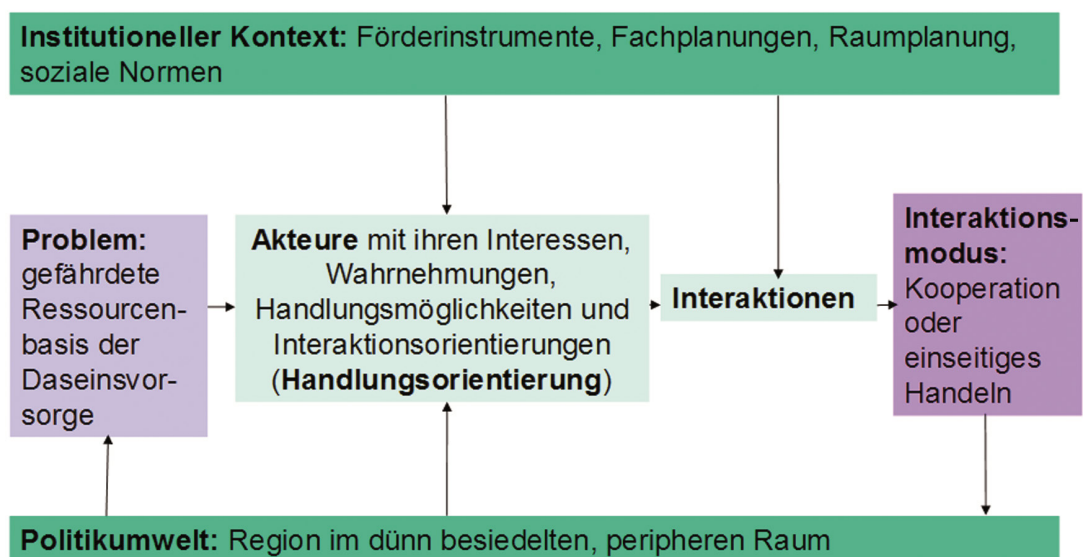 Institutioneller Kontext: Förderinstrumente, Fachplanungen, Raumplanung,
soziale Normen
Problem:
gefährdete
Ressourcen-
basis der
Daseinsvor-
sorge
Akteure mit ihren Interessen,
Wahrnehmungen,
Handlungsmöglichkeiten und
Interaktionsorientierungen
(Handlungsorientierung)
Interaktionen
Interaktions-
modus:
Kooperation
oder
einseitiges
Handeln
Politikumwelt: Region im dünn besiedelten, peripheren Raum